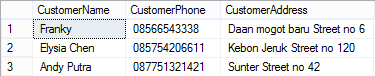 CustomerName CustomerPhone CustomerAddress
1 Franky 08566543338 Daan mogot baru Street no 6
2 Elysia Chen 085754206611 Kebon Jeruk Street no 120
3 Andy Putra 087751321421 Sunter Street no 42